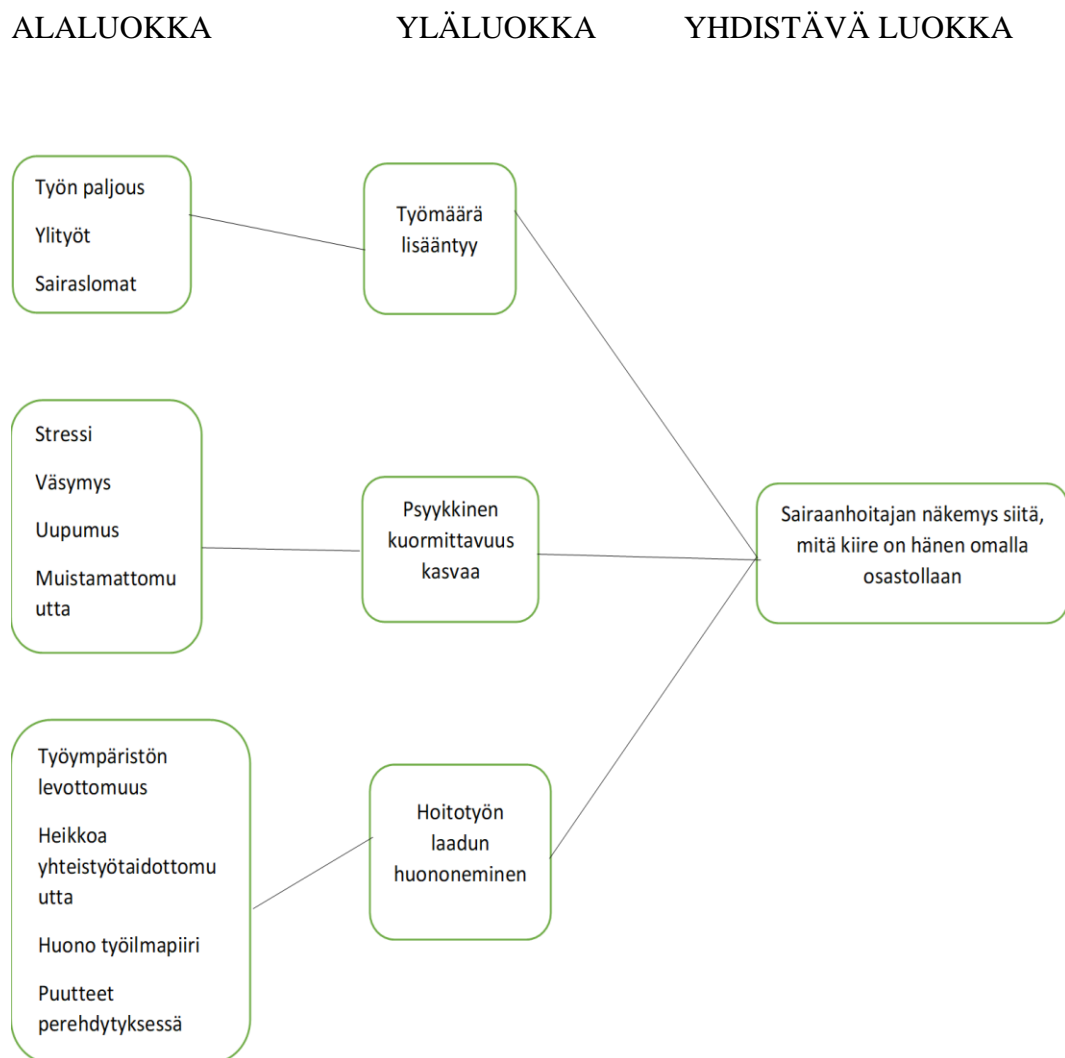 ALALUOKKA YLÄLUOKKA YHDISTÄVÄ LUOKKA
Työn paljous
Ylityöt
Sairaslomat
Työmäärä
lisääntyy
Stressi
Väsymys
Uupumus
Muistamattomu
utta
Psyykkinen
kuormittavuus
kasvaa
Sairaanhoitajan näkemys siitä,
mitä kiire on hänen omalla
osastollaan
Työympäristön
levottomuus
Heikkoa
yhteistyötaidottomu
utta
Huono työilmapiiri
Puutteet
perehdytyksessä
Hoitotyön
laadun
huononeminen